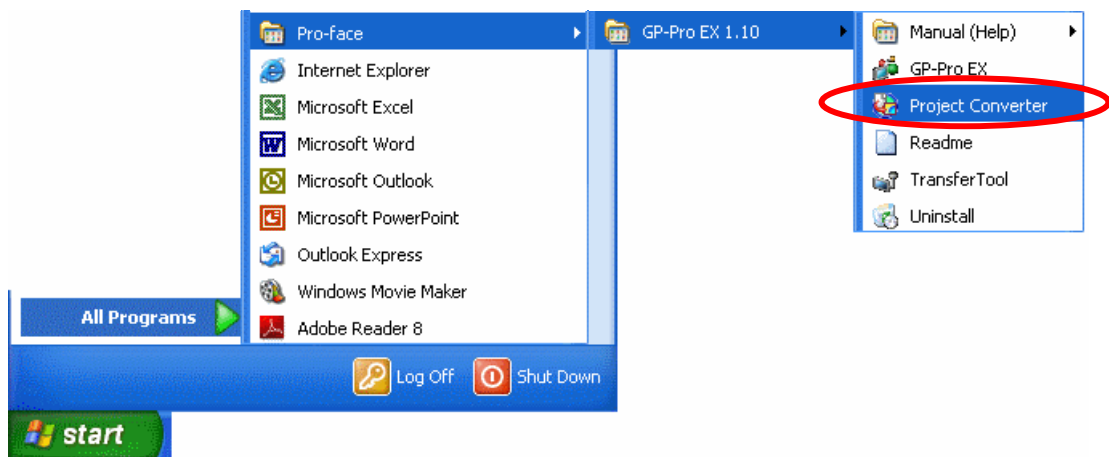 Pro-face
Internet Explorer
Microsoft Excel
Microsoft Word
Microsoft Outlook
Microsoft PowerPoint
Outlook Express
Windows Movie Maker
Adobe Reader 8
GP-Pro EX 1.10
Manual (Help)
GP-Pro EX
Project Converter
Readme
TransferTool
Uninstall
All Programs
Log Off
Shut Down
start